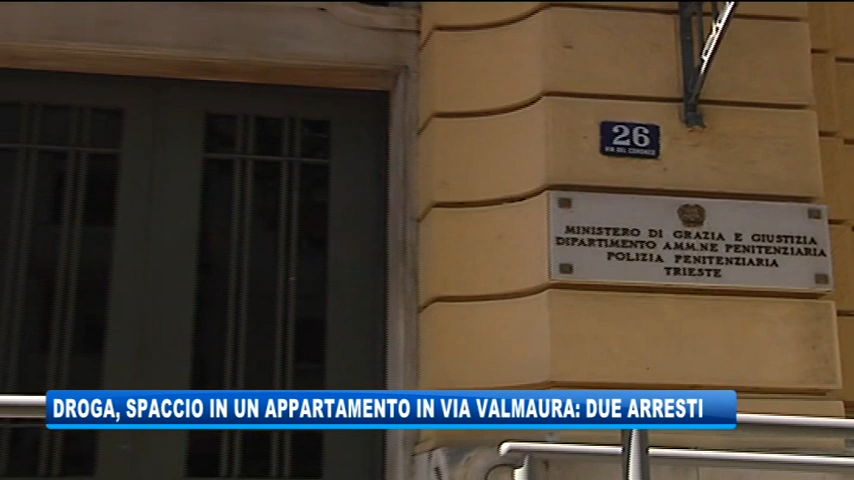 26
VIA DEL CORONEO
MINISTERO DI GRAZIA E GIUSTIZIA
DIPARTIMENTO AMM.NE PENITENZIARIA
POLIZIA PENITENZIARIA
TRIESTE
DROGA, SPACCIO IN UN APPARTAMENTO IN VIA VALMAURA: DUE ARRESTI